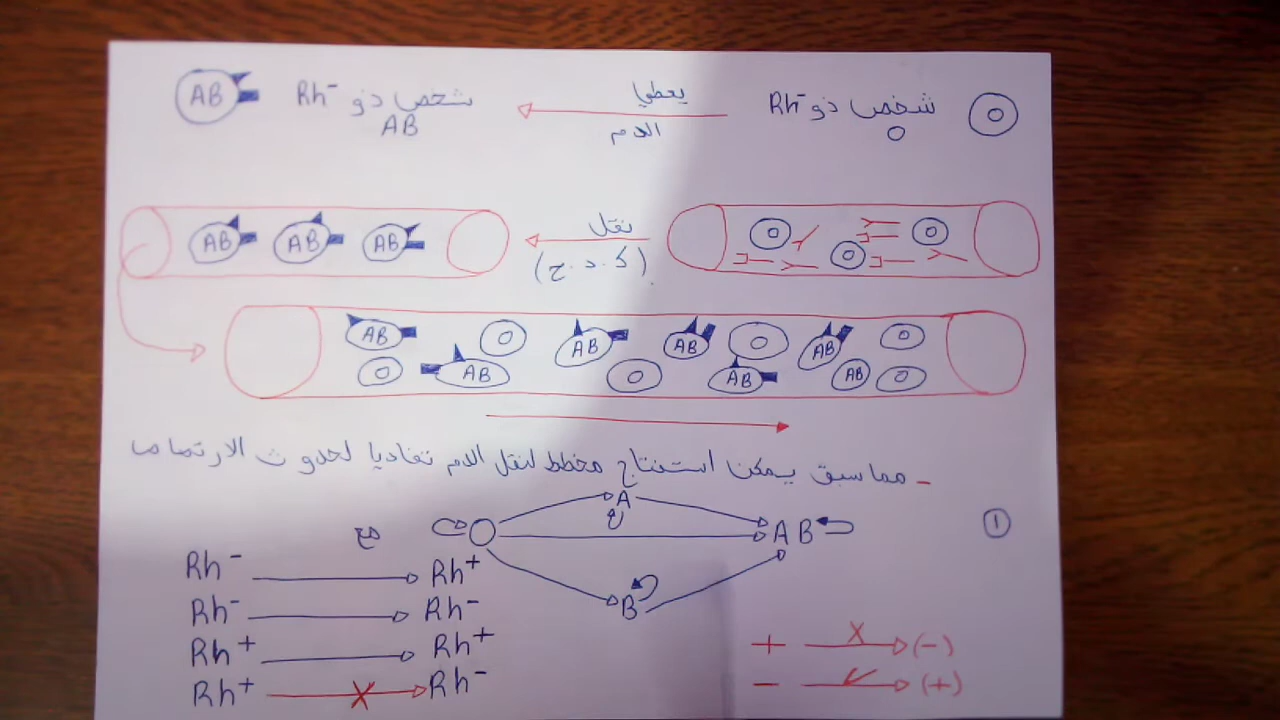 شخص ذو Rh⁻ يعطي شخص ذو Rh⁻ AB
O الدم AB
O O نقل AB AB AB
O (ك.د.ح)
AB O AB AB O AB O
O AB O AB AB O
- مما سبق يمكن استنتاج مخطط لنقل الدم تفاديا لحدوث الارتصاص
①
A
O AB
B
مع
Rh⁻ → Rh⁺
Rh⁻ → Rh⁻
Rh⁺ → Rh⁺
Rh⁺ → Rh⁻
+ → (-)
- → (+)